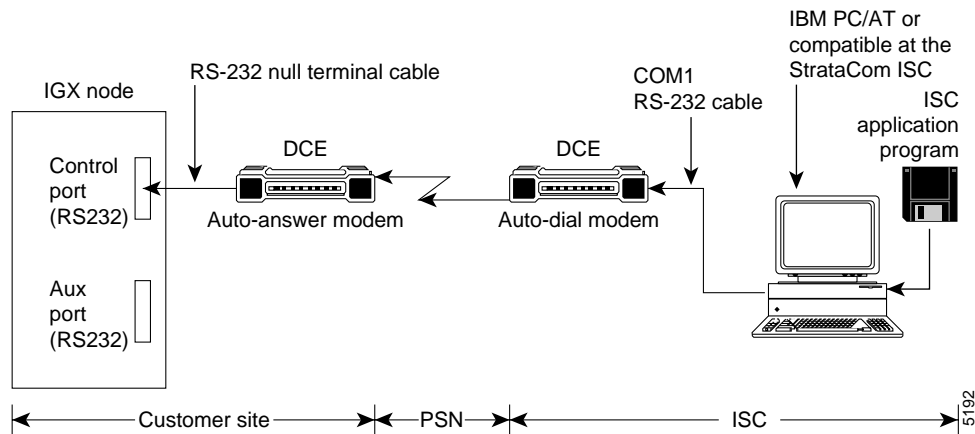 IBM PC/AT or
compatible at the
StrataCom ISC
RS-232 null terminal cable
COM1
RS-232 cable
ISC
application
program
IGX node
Control
port
(RS232)
DCE
Auto-answer modem
DCE
Auto-dial modem
Aux
port
(RS232)
Customer site
PSN
ISC
5192